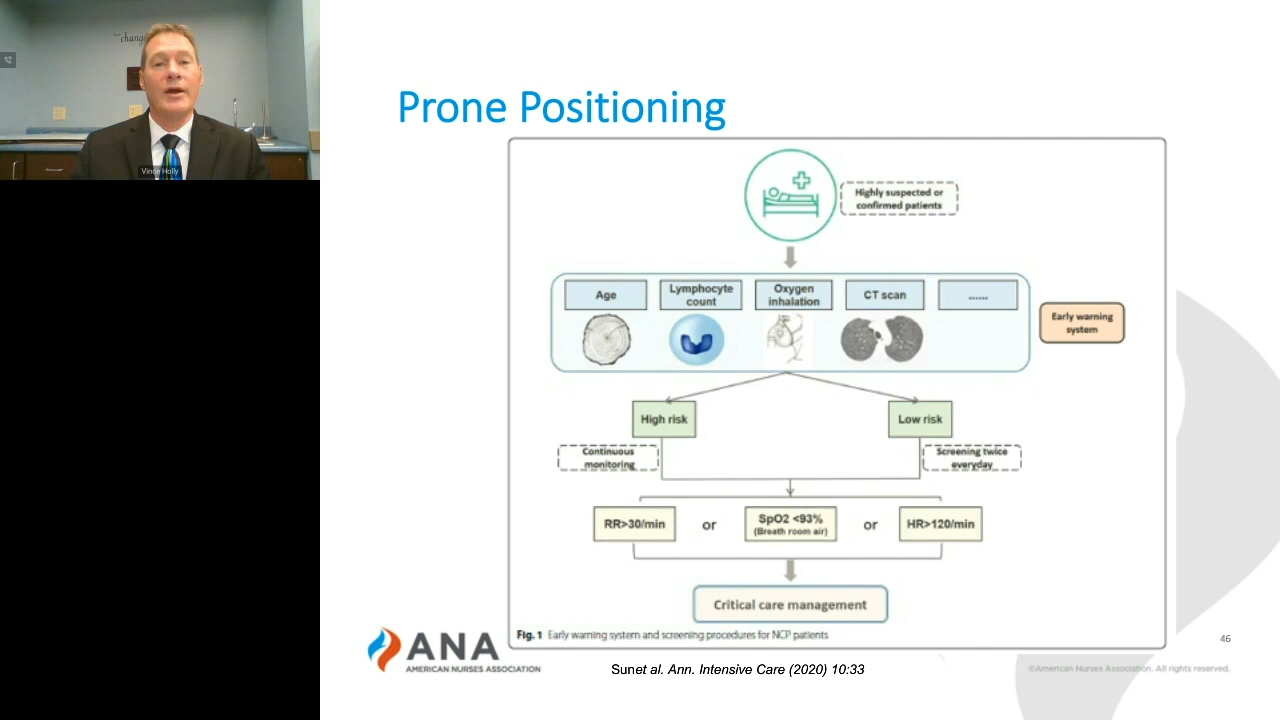 change
Vince Holly
Prone Positioning
Highly suspected or
confirmed patients
Age
Lymphocyte
count
Oxygen
inhalation
CT scan
......
Early warning
system
High risk
Low risk
Continuous
monitoring
Screening twice
everyday
RR>30/min
or
SpO2 <93%
(Breath room air)
or
HR>120/min
Critical care management
Fig. 1 Early warning system and screening procedures for NCP patients
46
ANA
AMERICAN NURSES ASSOCIATION
Sunet al. Ann. Intensive Care (2020) 10:33
©American Nurses Association. All rights reserved.